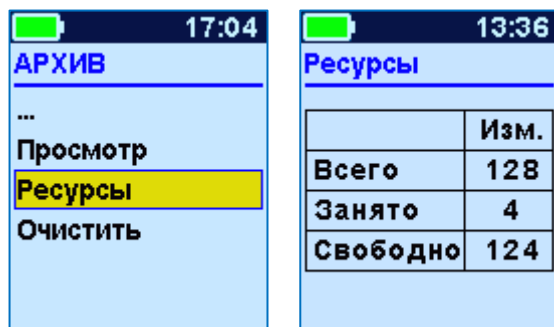 17:04
АРХИВ
...
Просмотр
Ресурсы
Очистить
13:36
Ресурсы
Изм.
Всего 128
Занято 4
Свободно 124